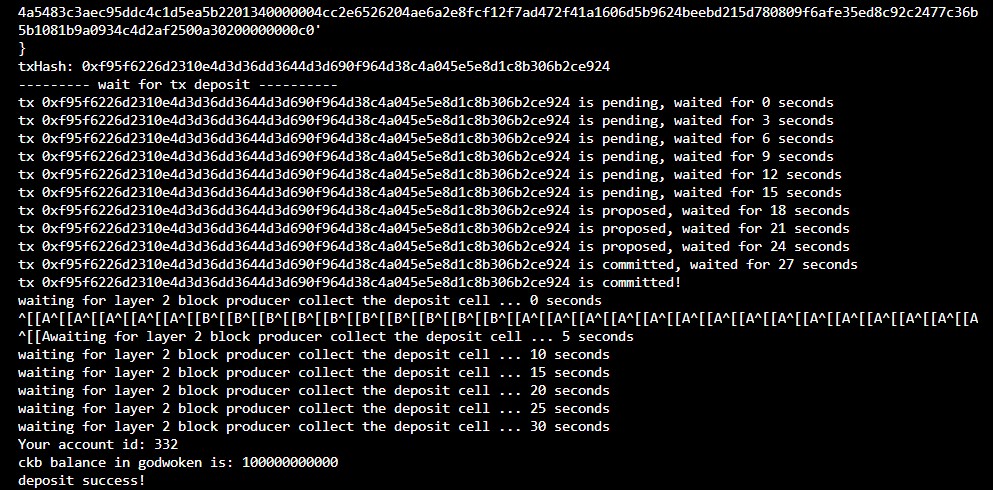 4a5483c3aec95ddc4c1d5ea5b2201340000004cc2e6526204ae6a2e8fcf12f7ad472f41a1606d5b9624beebd215d780809f6afe35ed8c92c2477c36b
5b1081b9a0934c4d2af2500a30200000000c0'
}
txHash: 0xf95f6226d2310e4d3d36dd3644d3d690f964d38c4a045e5e8d1c8b306b2ce924
--------- wait for tx deposit ----------
tx 0xf95f6226d2310e4d3d36dd3644d3d690f964d38c4a045e5e8d1c8b306b2ce924 is pending, waited for 0 seconds
tx 0xf95f6226d2310e4d3d36dd3644d3d690f964d38c4a045e5e8d1c8b306b2ce924 is pending, waited for 3 seconds
tx 0xf95f6226d2310e4d3d36dd3644d3d690f964d38c4a045e5e8d1c8b306b2ce924 is pending, waited for 6 seconds
tx 0xf95f6226d2310e4d3d36dd3644d3d690f964d38c4a045e5e8d1c8b306b2ce924 is pending, waited for 9 seconds
tx 0xf95f6226d2310e4d3d36dd3644d3d690f964d38c4a045e5e8d1c8b306b2ce924 is pending, waited for 12 seconds
tx 0xf95f6226d2310e4d3d36dd3644d3d690f964d38c4a045e5e8d1c8b306b2ce924 is pending, waited for 15 seconds
tx 0xf95f6226d2310e4d3d36dd3644d3d690f964d38c4a045e5e8d1c8b306b2ce924 is proposed, waited for 18 seconds
tx 0xf95f6226d2310e4d3d36dd3644d3d690f964d38c4a045e5e8d1c8b306b2ce924 is proposed, waited for 21 seconds
tx 0xf95f6226d2310e4d3d36dd3644d3d690f964d38c4a045e5e8d1c8b306b2ce924 is proposed, waited for 24 seconds
tx 0xf95f6226d2310e4d3d36dd3644d3d690f964d38c4a045e5e8d1c8b306b2ce924 is committed, waited for 27 seconds
tx 0xf95f6226d2310e4d3d36dd3644d3d690f964d38c4a045e5e8d1c8b306b2ce924 is committed!
waiting for layer 2 block producer collect the deposit cell ... 0 seconds
^[[A^[[A^[[A^[[A^[[A^[[B^[[B^[[B^[[B^[[B^[[B^[[B^[[B^[[B^[[A^[[A^[[A^[[A^[[A^[[A^[[A^[[A^[[A^[[A^[[A^[[A^[[A
^[[Awaiting for layer 2 block producer collect the deposit cell ... 5 seconds
waiting for layer 2 block producer collect the deposit cell ... 10 seconds
waiting for layer 2 block producer collect the deposit cell ... 15 seconds
waiting for layer 2 block producer collect the deposit cell ... 20 seconds
waiting for layer 2 block producer collect the deposit cell ... 25 seconds
waiting for layer 2 block producer collect the deposit cell ... 30 seconds
Your account id: 332
ckb balance in godwoken is: 100000000000
deposit success!